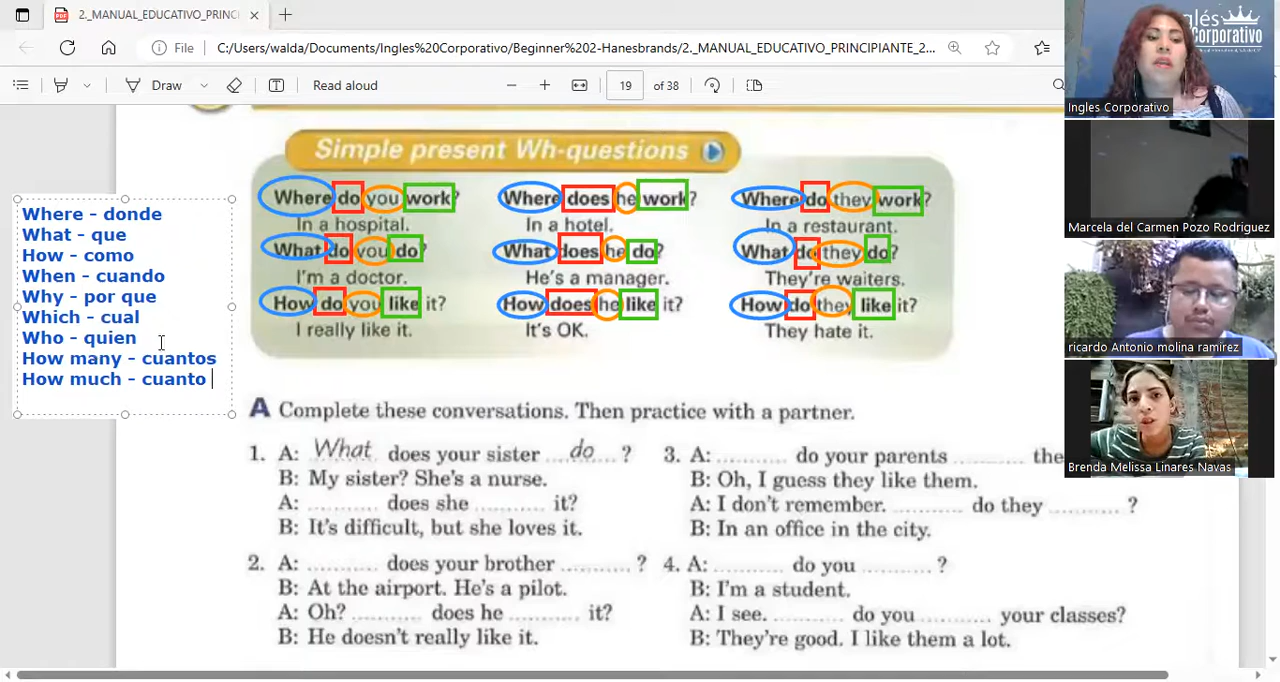 2._MANUAL_EDUCATIVO_PRINCI
File
C:/Users/walda/Documents/Ingles%20Corporativo/Beginner%202-Hanesbrands/2._MANUAL_EDUCATIVO_PRINCIPIANTE_2...
Draw
Read aloud
19 of 38
Simple present Wh-questions
Where do you work? Where does he work? Where do they work?
In a hospital. In a hotel. In a restaurant.
What do you do? What does he do? What do they do?
I'm a doctor. He's a manager. They're waiters.
How do you like it? How does he like it? How do they like it?
I really like it. It's OK. They hate it.
Where - donde
What - que
How - como
When - cuando
Why - por que
Which - cual
Who - quien
How many - cuantos
How much - cuanto
A Complete these conversations. Then practice with a partner.
1. A: What does your sister do ?
B: My sister? She's a nurse.
A: .......... does she .......... it?
B: It's difficult, but she loves it.
2. A: .......... does your brother .......... ?
B: At the airport. He's a pilot.
A: Oh? .......... does he .......... it?
B: He doesn't really like it.
3. A: .......... do your parents .......... the
B: Oh, I guess they like them.
A: I don't remember. .......... do they .......... ?
B: In an office in the city.
4. A: .......... do you .......... ?
B: I'm a student.
A: I see. .......... do you .......... your classes?
B: They're good. I like them a lot.
glés
Corporativo
Ingles Corporativo
Marcela del Carmen Pozo Rodriguez
ricardo Antonio molina ramirez
Brenda Melissa Linares Navas